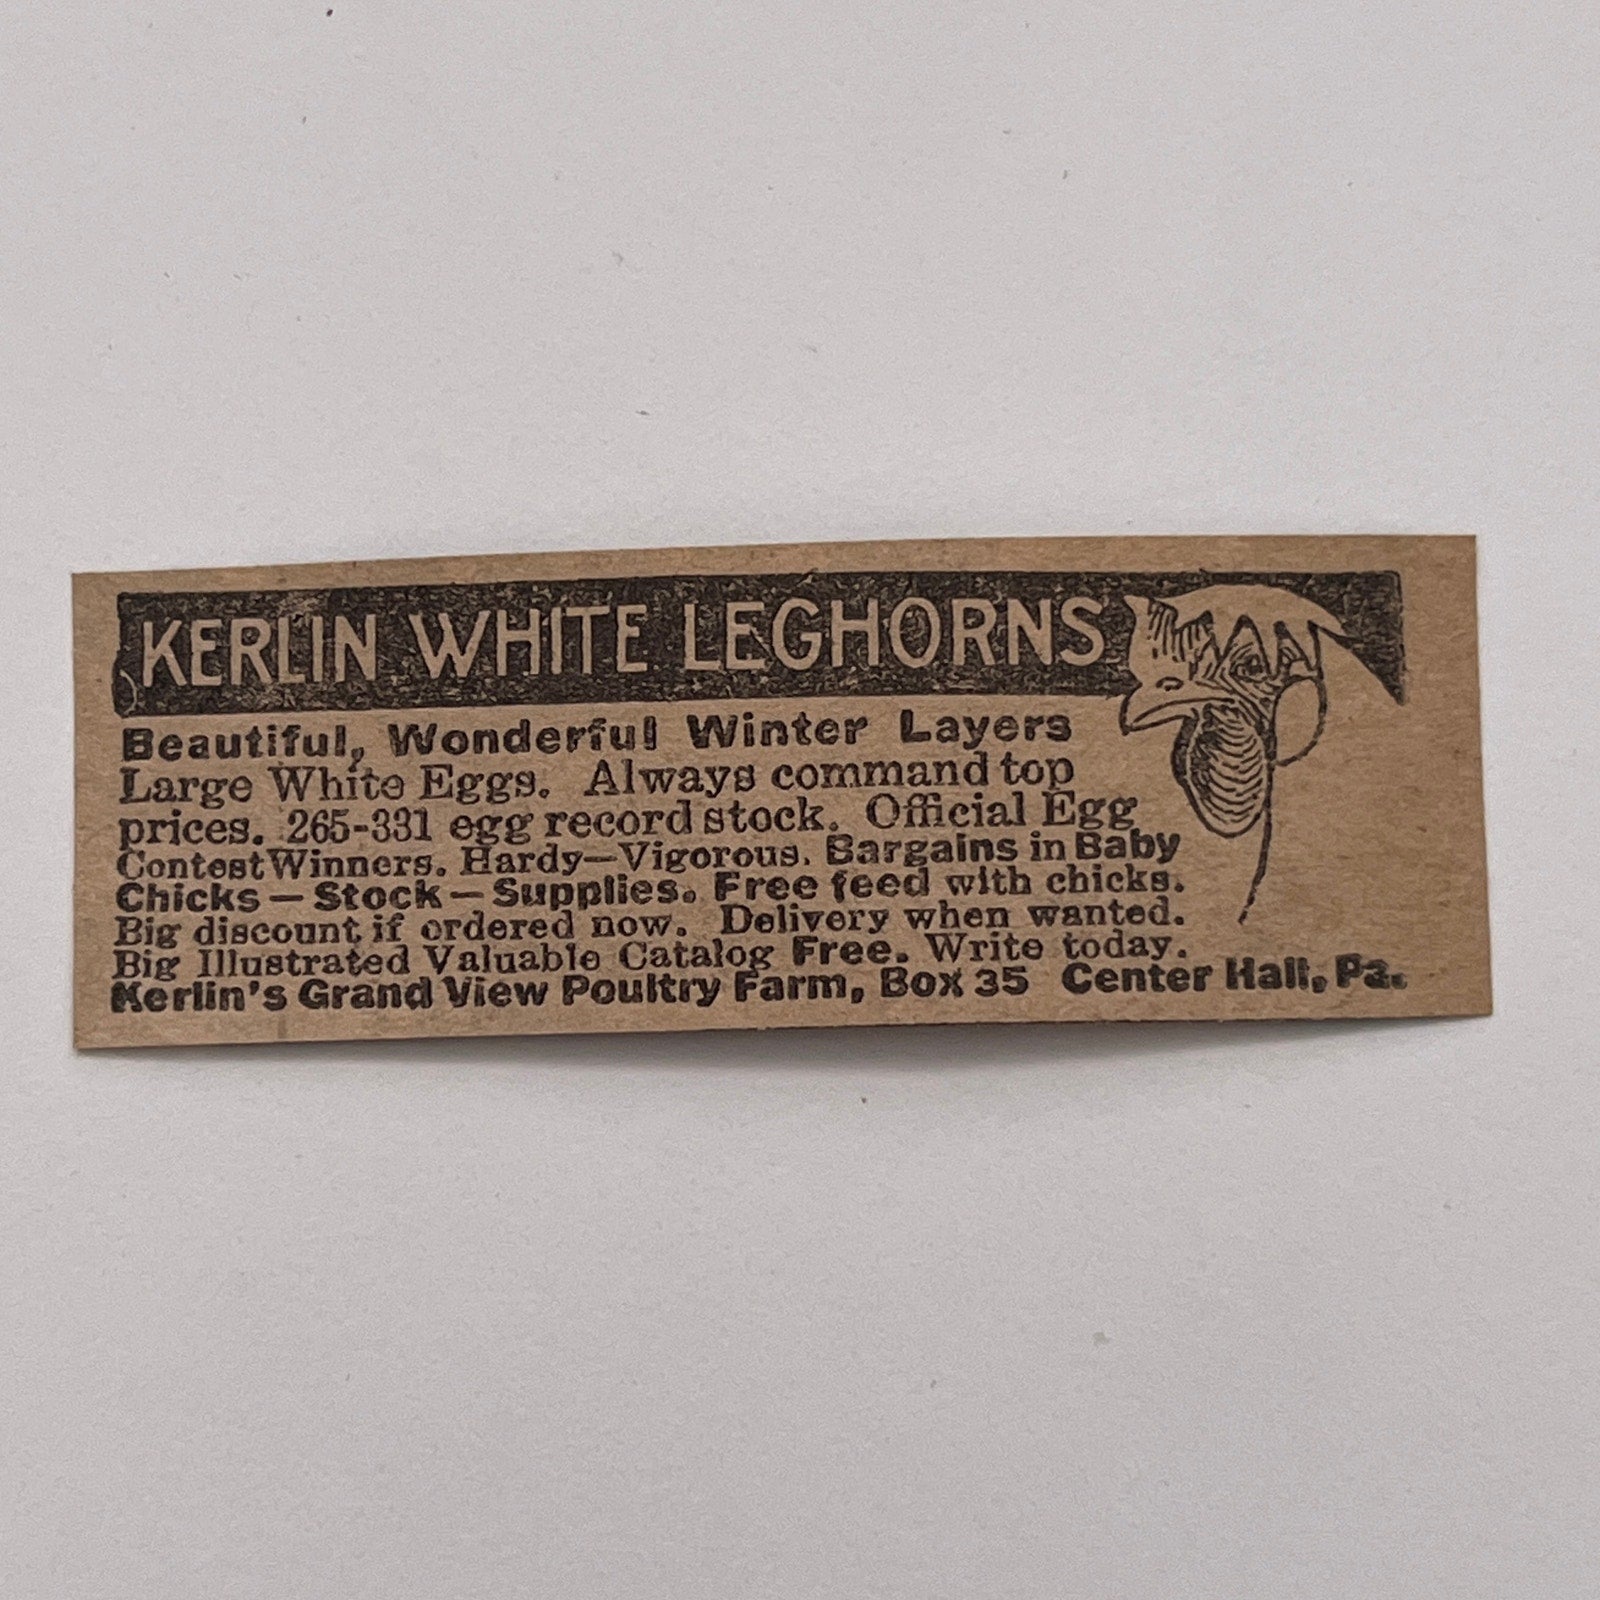 KERLIN WHITE LEGHORNS
Beautiful, Wonderful Winter Layers
Large White Eggs. Always command top
prices. 265-331 egg record stock. Official Egg
Contest Winners. Hardy—Vigorous. Bargains in Baby
Chicks — Stock — Supplies. Free feed with chicks.
Big discount if ordered now. Delivery when wanted.
Big Illustrated Valuable Catalog Free. Write today.
Kerlin's Grand View Poultry Farm, Box 35 Center Hall, Pa.